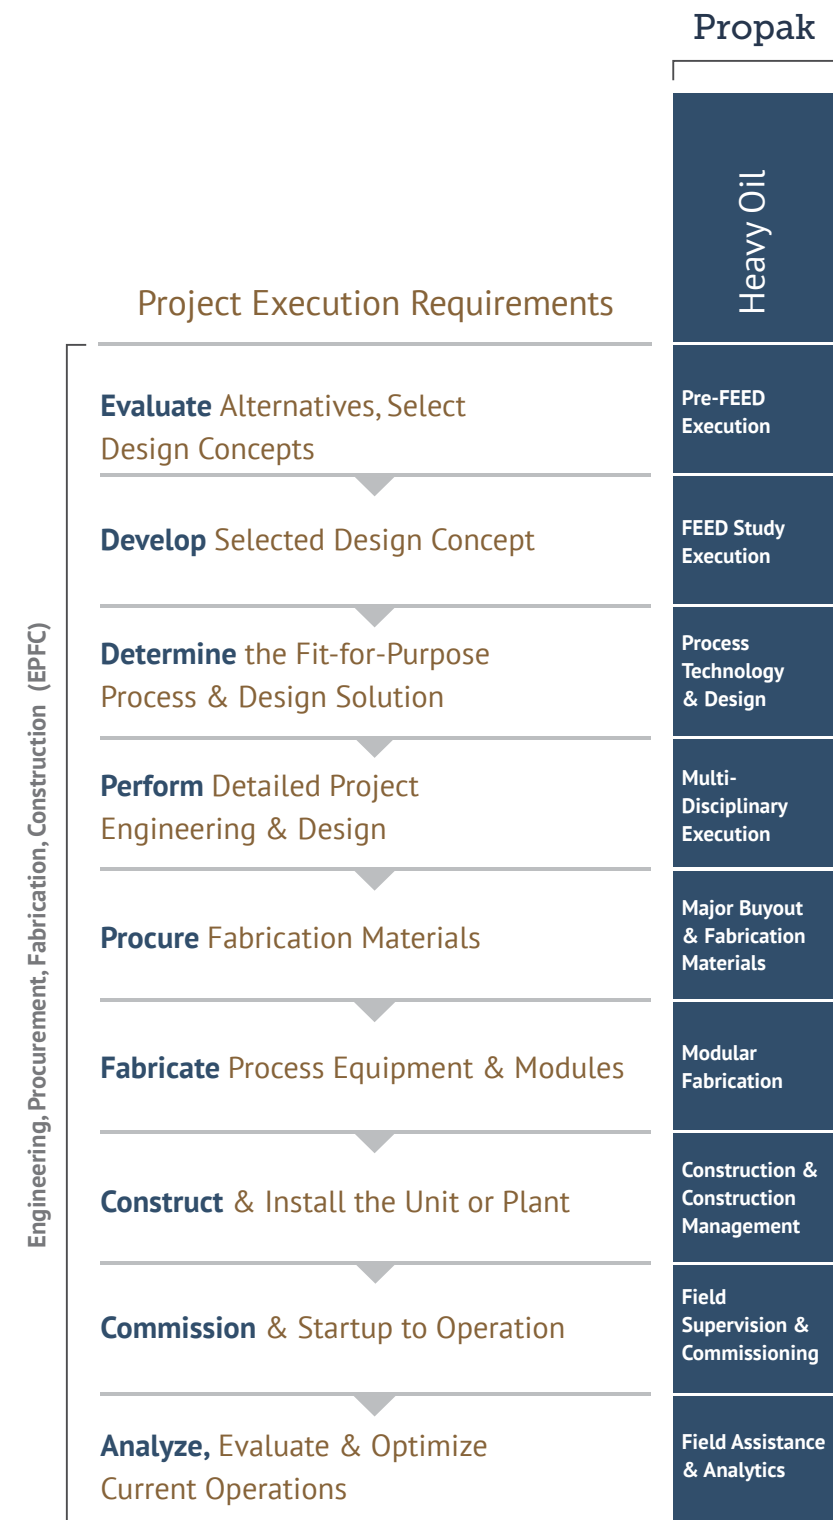 Propak
Heavy Oil
Project Execution Requirements
Engineering, Procurement, Fabrication, Construction (EPFC)
Evaluate Alternatives, Select
Design Concepts
Pre-FEED
Execution
Develop Selected Design Concept
FEED Study
Execution
Determine the Fit-for-Purpose
Process & Design Solution
Process
Technology
& Design
Perform Detailed Project
Engineering & Design
Multi-
Disciplinary
Execution
Procure Fabrication Materials
Major Buyout
& Fabrication
Materials
Fabricate Process Equipment & Modules
Modular
Fabrication
Construct & Install the Unit or Plant
Construction &
Construction
Management
Commission & Startup to Operation
Field
Supervision &
Commissioning
Analyze, Evaluate & Optimize
Current Operations
Field Assistance
& Analytics